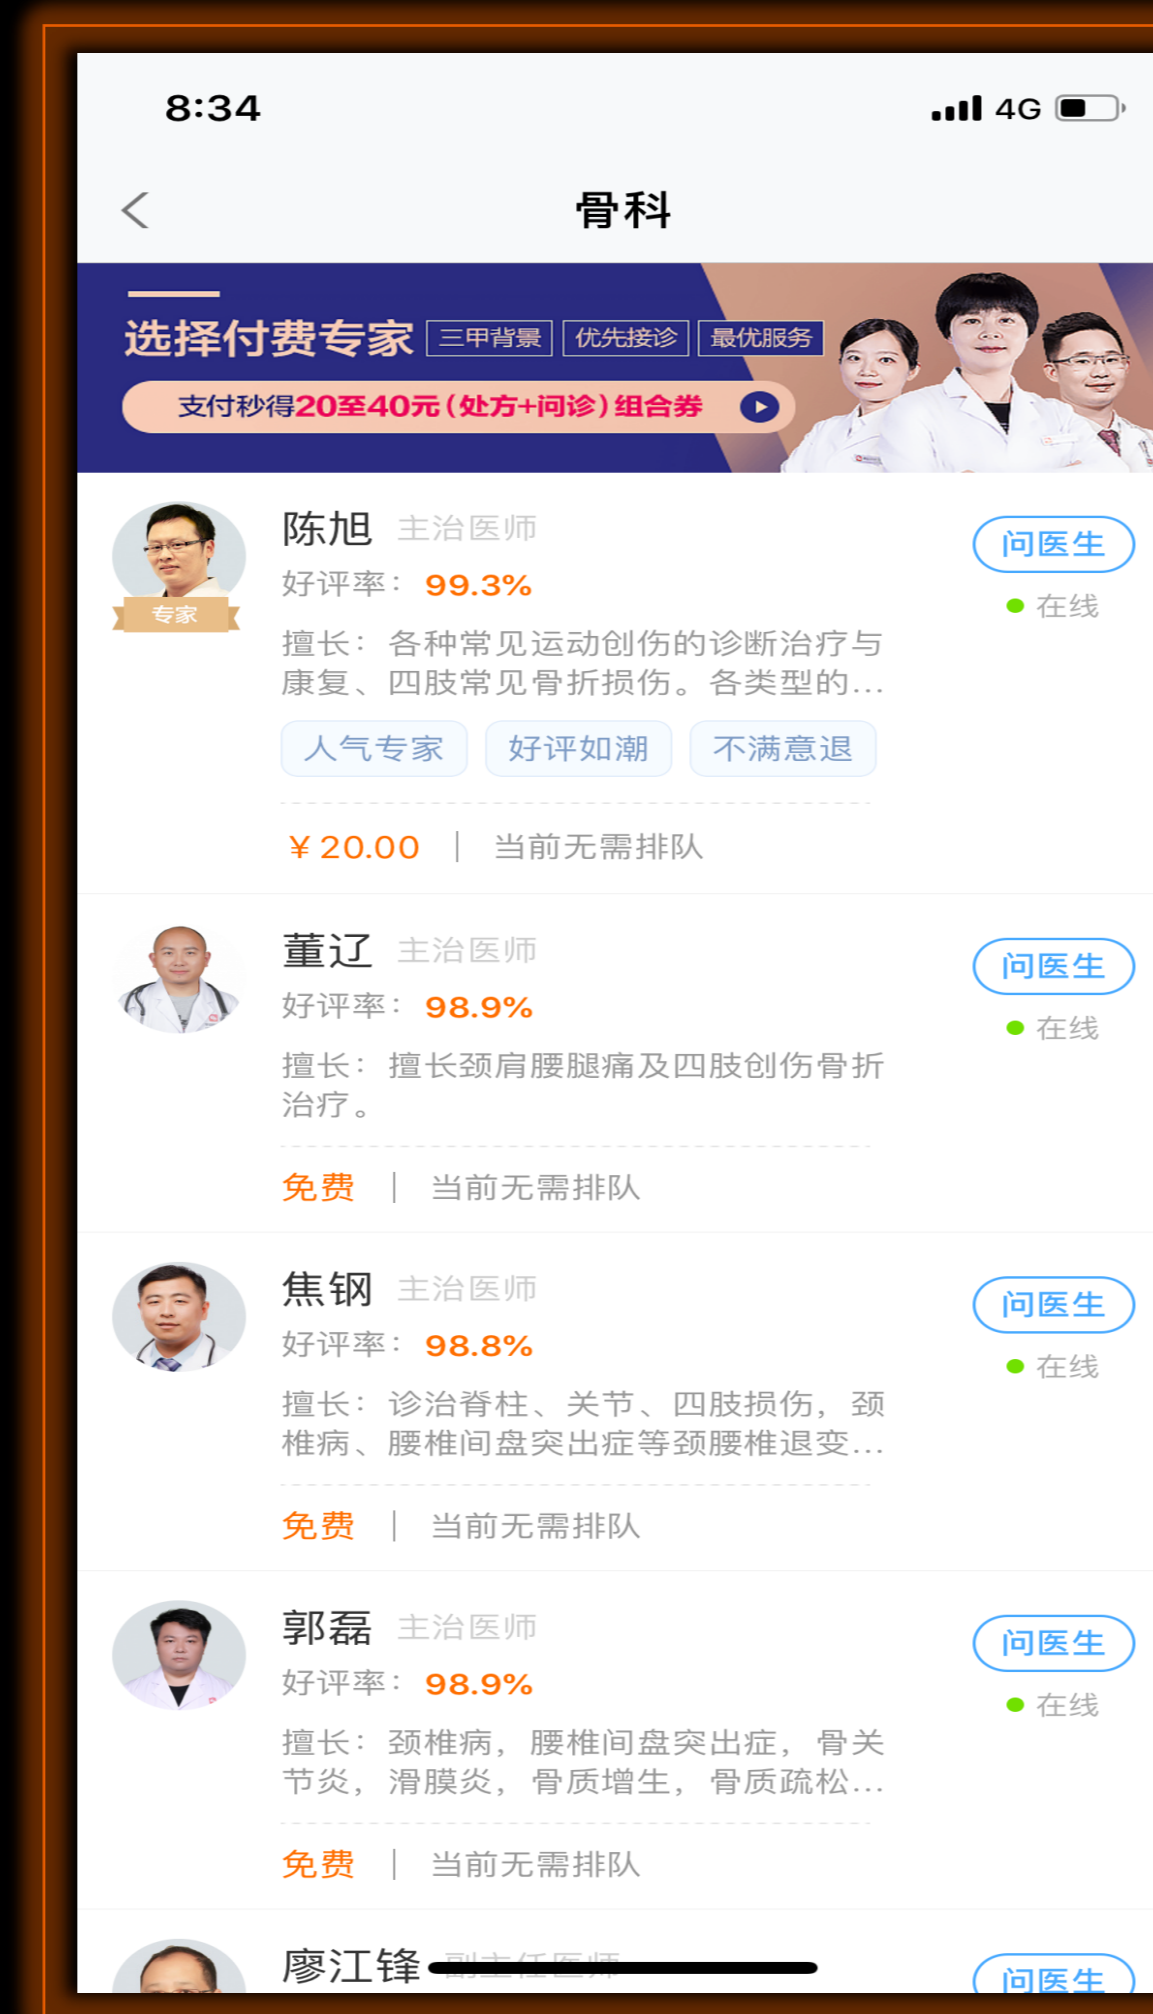 8:34
4G
骨科
选择付费专家 三甲背景 优先接诊 最优服务
支付秒得20至40元(处方+问诊)组合券
陈旭 主治医师
问医生
好评率: 99.3%
在线
专家
擅长: 各种常见运动创伤的诊断治疗与
康复、四肢常见骨折损伤。各类型的...
人气专家 好评如潮 不满意退
¥20.00 | 当前无需排队
董辽 主治医师
问医生
好评率: 98.9%
在线
擅长: 擅长颈肩腰腿痛及四肢创伤骨折
治疗。
免费 | 当前无需排队
焦钢 主治医师
问医生
好评率: 98.8%
在线
擅长: 诊治脊柱、关节、四肢损伤, 颈
椎病、腰椎间盘突出症等颈腰椎退变...
免费 | 当前无需排队
郭磊 主治医师
问医生
好评率: 98.9%
在线
擅长: 颈椎病, 腰椎间盘突出症, 骨关
节炎, 滑膜炎, 骨质增生, 骨质疏松...
免费 | 当前无需排队
廖江锋 副主任医师
问医生